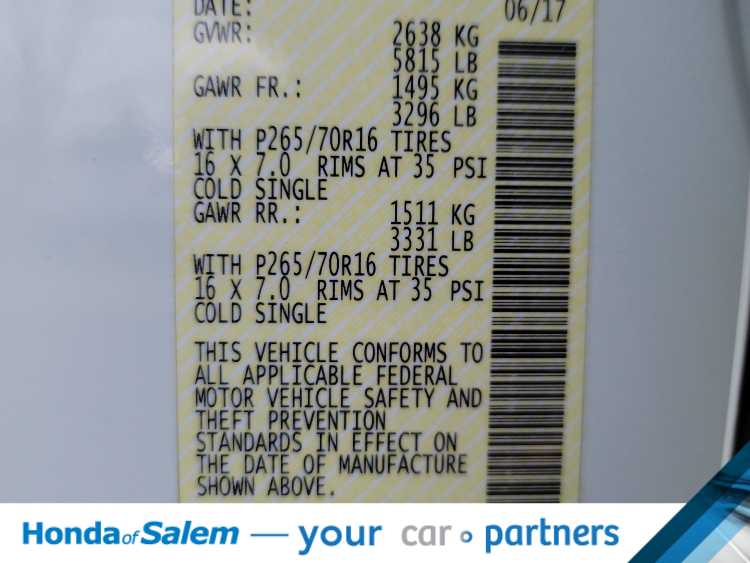 DATE: 06/17
GVWR: 2638 KG
5815 LB
GAWR FR.: 1495 KG
3296 LB
WITH P265/70R16 TIRES
16 X 7.0 RIMS AT 35 PSI
COLD SINGLE
GAWR RR.: 1511 KG
3331 LB
WITH P265/70R16 TIRES
16 X 7.0 RIMS AT 35 PSI
COLD SINGLE
THIS VEHICLE CONFORMS TO
ALL APPLICABLE FEDERAL
MOTOR VEHICLE SAFETY AND
THEFT PREVENTION
STANDARDS IN EFFECT ON
THE DATE OF MANUFACTURE
SHOWN ABOVE.
Honda of Salem — your car partners